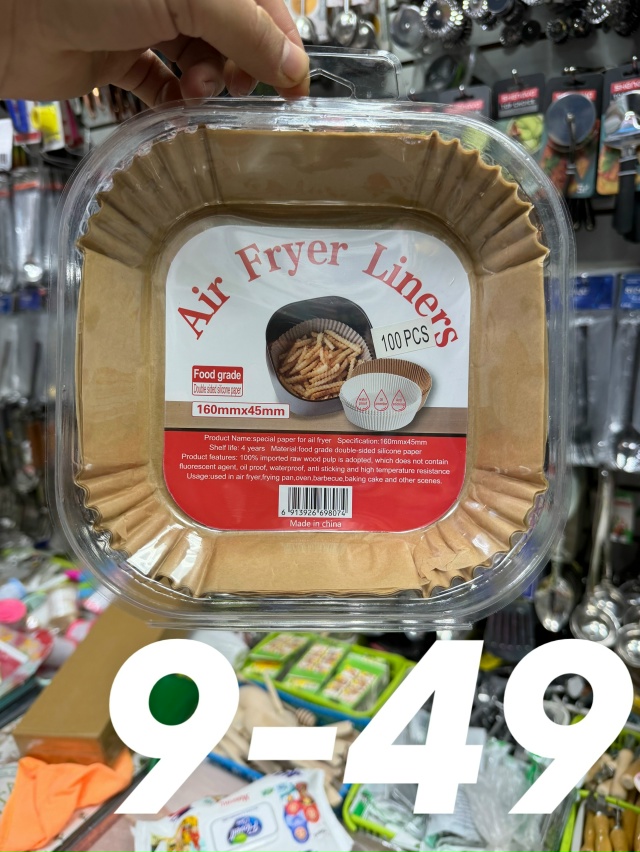 Air Fryer Liners
100 PCS
Food grade
Double sided silicone paper
160mmx45mm
Product Name:special paper for ail fryer Specification:160mmx45mm
Shelf life: 4 years Material:food grade double-sided silicone paper
Product features: 100% imported raw wood pulp is adopted, which does not contain
fluorescent agent, oil proof, waterproof, anti sticking and high temperature resistance
Usage:used in air fryer,frying pan,oven,barbecue,baking cake and other scenes.
6 913926 698074
Made in china
9-49